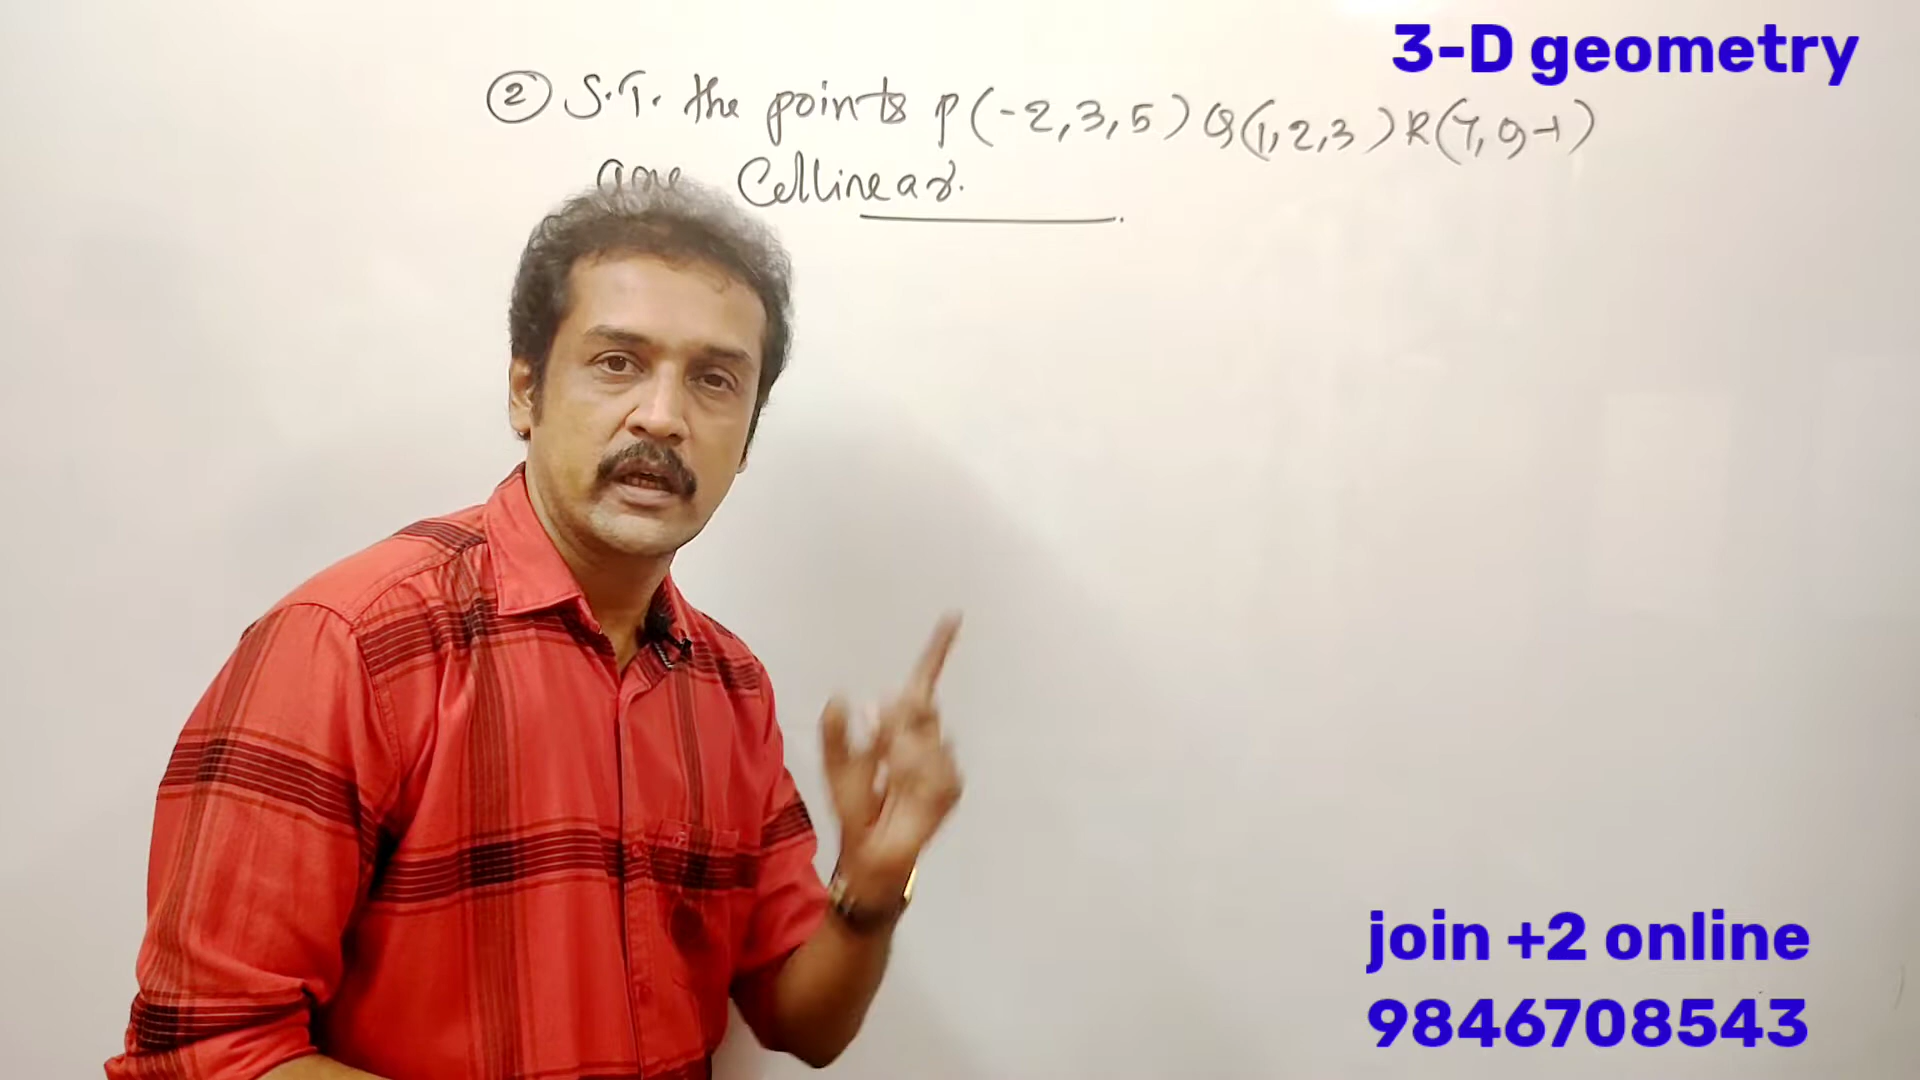 3-D geometry
② S.T. the points P(-2,3,5) Q(1,2,3) R(7,0,-1)
are Collinear.
join +2 online
9846708543